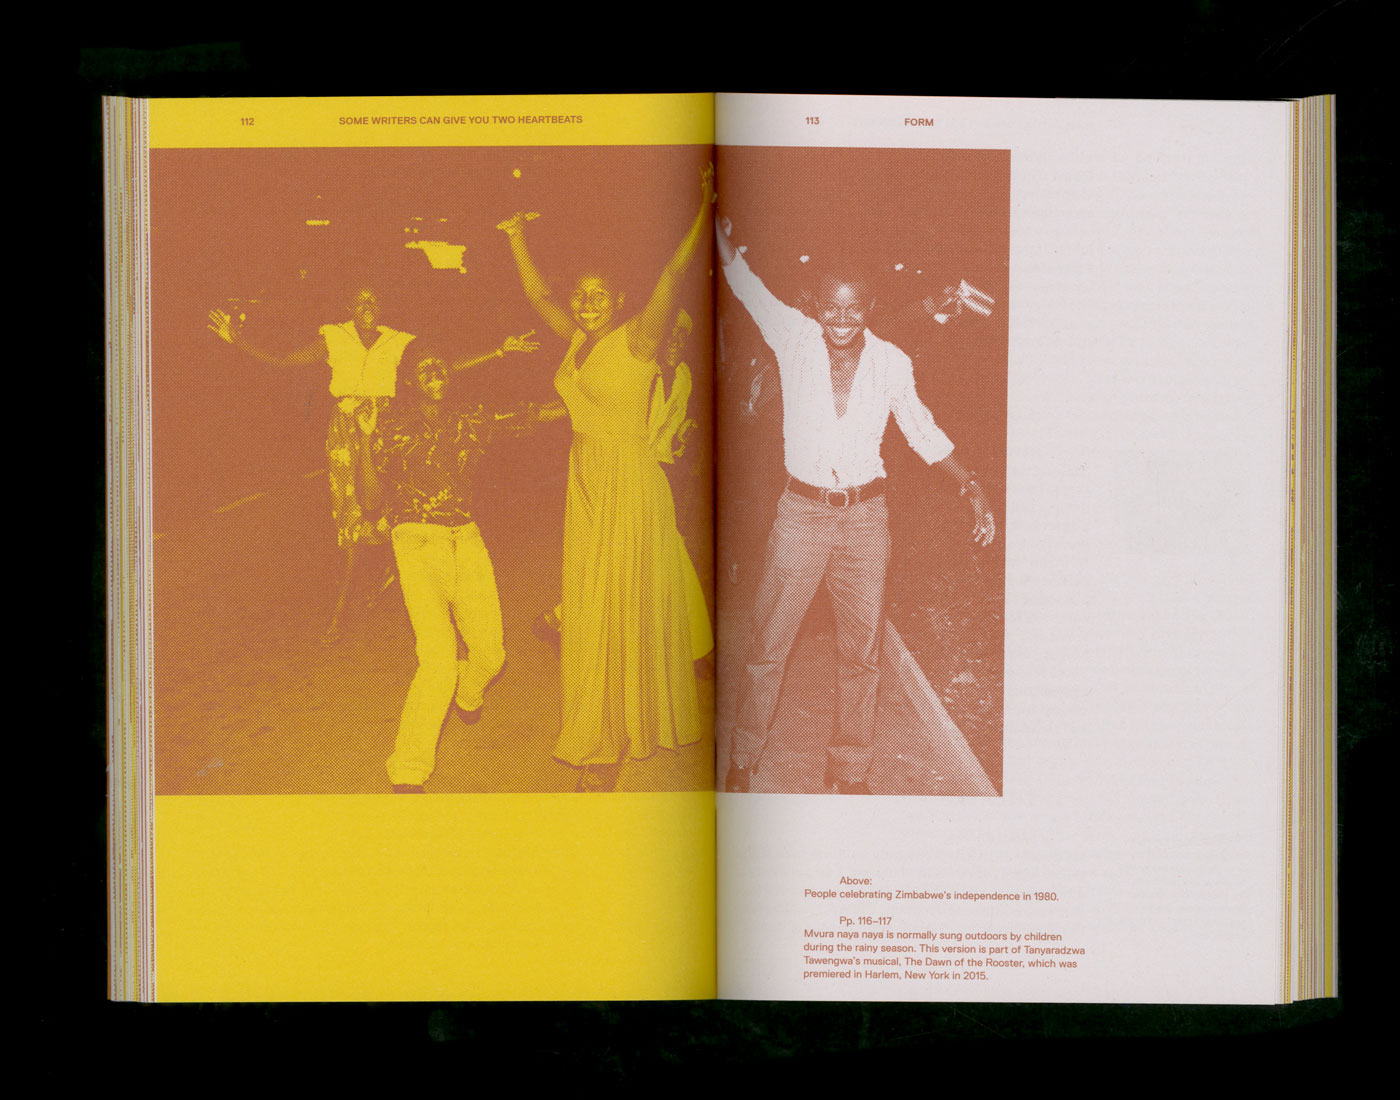 112
SOME WRITERS CAN GIVE YOU TWO HEARTBEATS
113
FORM
Above:
People celebrating Zimbabwe's independence in 1980.
Pp. 116–117
Mvura naya naya is normally sung outdoors by children
during the rainy season. This version is part of Tanyaradzwa
Tawengwa's musical, The Dawn of the Rooster, which was
premiered in Harlem, New York in 2015.